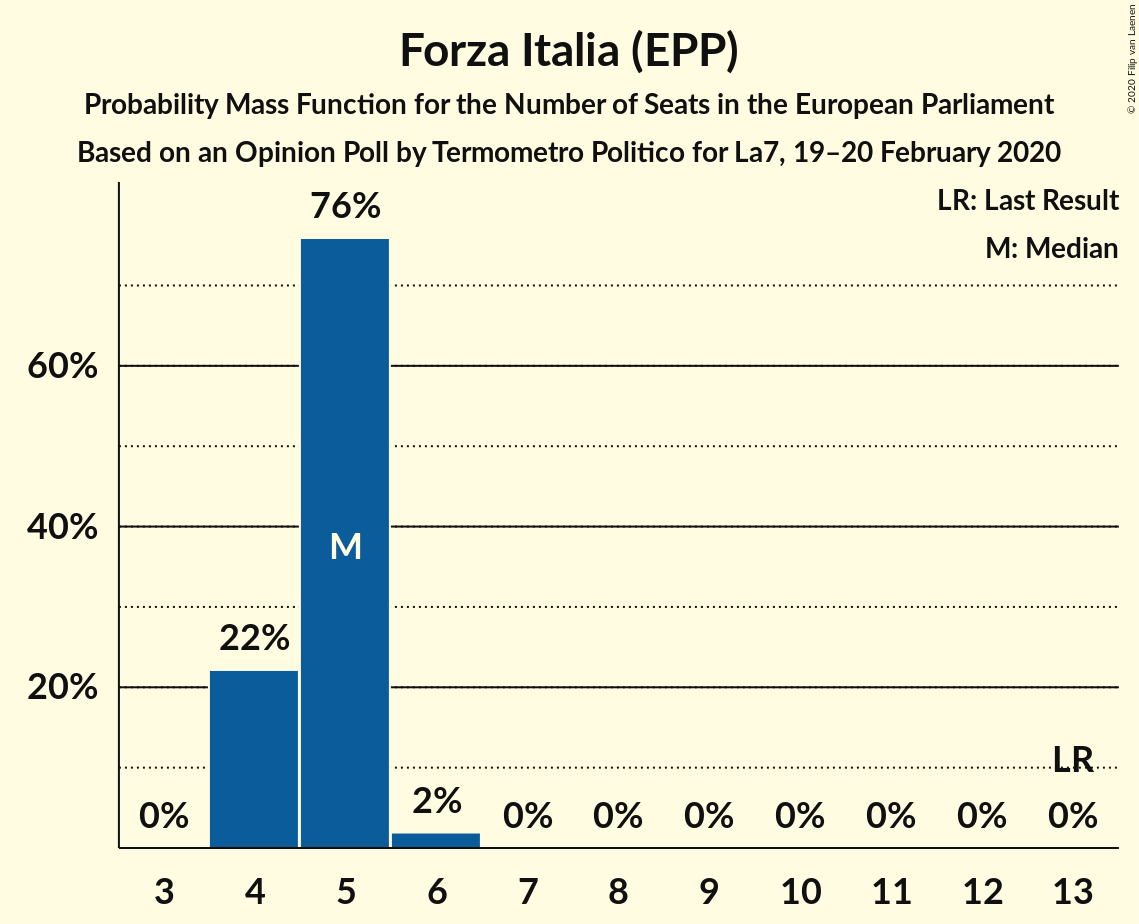 Forza Italia (EPP)
Probability Mass Function for the Number of Seats in the European Parliament
Based on an Opinion Poll by Termometro Politico for La7, 19–20 February 2020
© 2020 Filip van Laenen
LR: Last Result
M: Median
76%
60%
40%
M
22%
20%
LR
0% 2% 0% 0% 0% 0% 0% 0% 0%
3 4 5 6 7 8 9 10 11 12 13